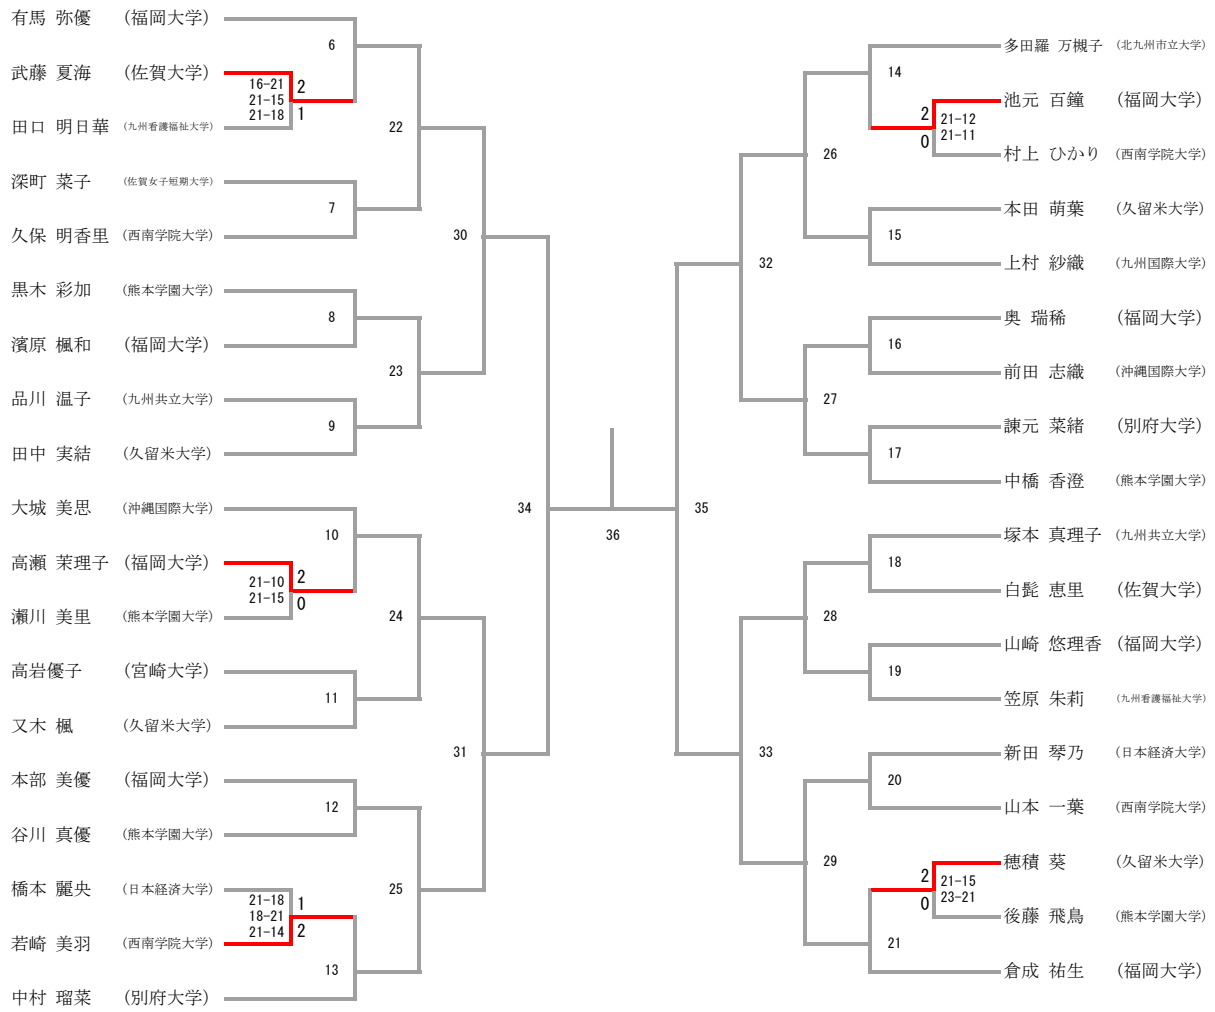 有馬 弥優 (福岡大学)
6
武藤 夏海 (佐賀大学)
16-21 2
21-15
21-18 1
田口 明日華 (九州看護福祉大学)
22
深町 菜子 (佐賀女子短期大学)
7
久保 明香里 (西南学院大学)
30
黒木 彩加 (熊本学園大学)
8
濱原 楓和 (福岡大学)
23
品川 温子 (九州共立大学)
9
田中 実結 (久留米大学)
34
大城 美思 (沖縄国際大学)
10
高瀬 茉理子 (福岡大学)
21-10 2
21-15 0
瀬川 美里 (熊本学園大学)
24
高岩優子 (宮崎大学)
11
又木 楓 (久留米大学)
31
本部 美優 (福岡大学)
12
谷川 真優 (熊本学園大学)
橋本 麗央 (日本経済大学)
25
21-18 1
18-21
21-14 2
若崎 美羽 (西南学院大学)
13
中村 瑠菜 (別府大学)
36
多田羅 万槻子 (北九州市立大学)
14
池元 百鐘 (福岡大学)
2 21-12
0 21-11
村上 ひかり (西南学院大学)
26
本田 萌葉 (久留米大学)
15
上村 紗織 (九州国際大学)
32
奥 瑞稀 (福岡大学)
16
前田 志織 (沖縄国際大学)
27
諌元 菜緒 (別府大学)
17
中橋 香澄 (熊本学園大学)
35
塚本 真理子 (九州共立大学)
18
白髭 恵里 (佐賀大学)
28
山崎 悠理香 (福岡大学)
19
笠原 朱莉 (九州看護福祉大学)
33
新田 琴乃 (日本経済大学)
20
山本 一葉 (西南学院大学)
29
穂積 葵 (久留米大学)
2 21-15
0 23-21
後藤 飛鳥 (熊本学園大学)
21
倉成 祐生 (福岡大学)